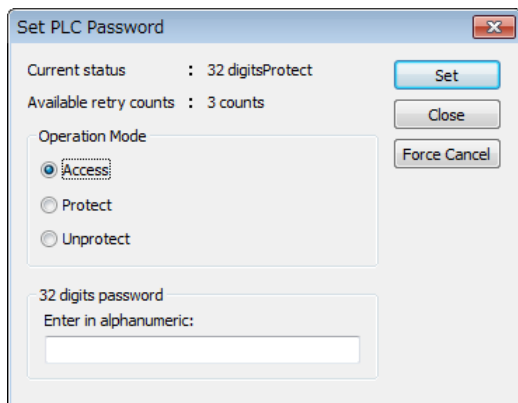 Set PLC Password
Current status : 32 digitsProtect
Set
Available retry counts : 3 counts
Close
Operation Mode
Force Cancel
Access
Protect
Unprotect
32 digits password
Enter in alphanumeric: